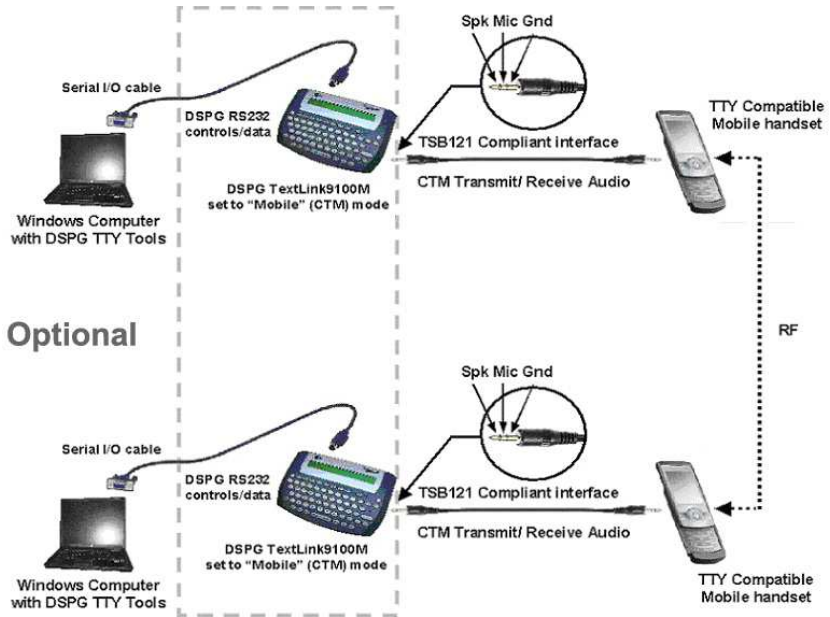 Spk Mic Gnd
Serial I/O cable
DSPG RS232
controls/data
TTY Compatible
Mobile handset
TSB121 Compliant interface
CTM Transmit/ Receive Audio
DSPG TextLink9100M
set to “Mobile” (CTM) mode
Windows Computer
with DSPG TTY Tools
Optional
RF
Spk Mic Gnd
Serial I/O cable
DSPG RS232
controls/data
TSB121 Compliant interface
CTM Transmit/ Receive Audio
DSPG TextLink9100M
set to “Mobile” (CTM) mode
Windows Computer
with DSPG TTY Tools
TTY Compatible
Mobile handset